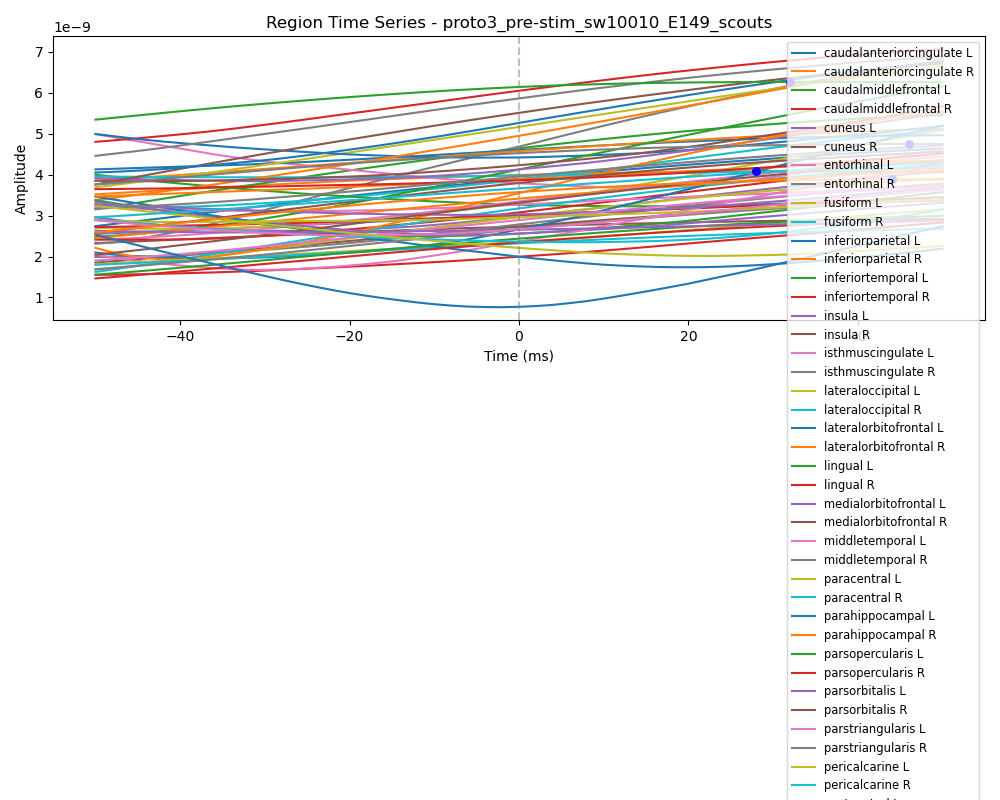 Region Time Series - proto3_pre-stim_sw10010_E149_scouts
1e−9
7
6
5
4
3
2
1
Amplitude
−40
−20
0
20
Time (ms)
caudalanteriorcingulate L
caudalanteriorcingulate R
caudalmiddlefrontal L
caudalmiddlefrontal R
cuneus L
cuneus R
entorhinal L
entorhinal R
fusiform L
fusiform R
inferiorparietal L
inferiorparietal R
inferiortemporal L
inferiortemporal R
insula L
insula R
isthmuscingulate L
isthmuscingulate R
lateraloccipital L
lateraloccipital R
lateralorbitofrontal L
lateralorbitofrontal R
lingual L
lingual R
medialorbitofrontal L
medialorbitofrontal R
middletemporal L
middletemporal R
paracentral L
paracentral R
parahippocampal L
parahippocampal R
parsopercularis L
parsopercularis R
parsorbitalis L
parsorbitalis R
parstriangularis L
parstriangularis R
pericalcarine L
pericalcarine R